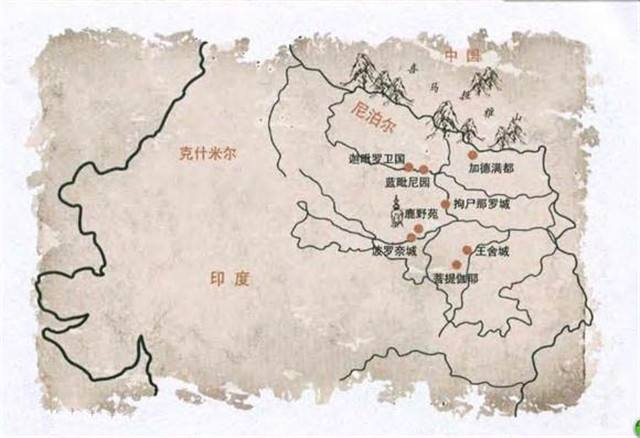 中国
喜马拉雅山
尼泊尔
克什米尔
迦毗罗卫国
加德满都
蓝毗尼园
拘尸那罗城
鹿野苑
波罗奈城
王舍城
印度
菩提伽耶